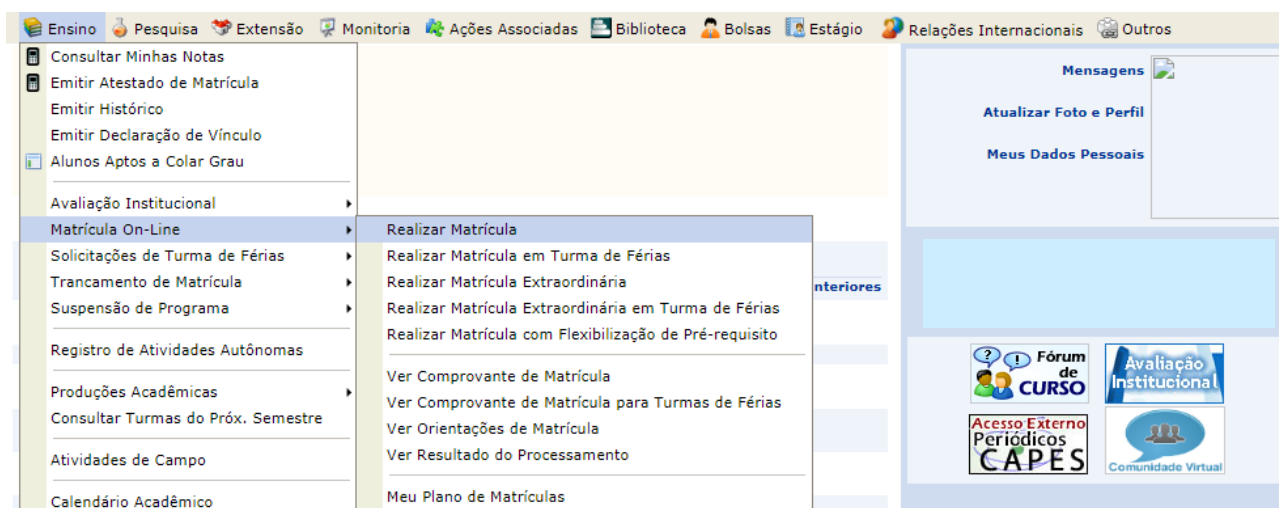 Ensino Pesquisa Extensão Monitoria Ações Associadas Biblioteca Bolsas Estágio Relações Internacionais Outros
Consultar Minhas Notas
Emitir Atestado de Matrícula
Emitir Histórico
Emitir Declaração de Vínculo
Alunos Aptos a Colar Grau
Avaliação Institucional
Matrícula On-Line
Solicitações de Turma de Férias
Trancamento de Matrícula
Suspensão de Programa
Registro de Atividades Autônomas
Produções Acadêmicas
Consultar Turmas do Próx. Semestre
Atividades de Campo
Calendário Acadêmico
Realizar Matrícula
Realizar Matrícula em Turma de Férias
Realizar Matrícula Extraordinária
Realizar Matrícula Extraordinária em Turma de Férias
Realizar Matrícula com Flexibilização de Pré-requisito
Ver Comprovante de Matrícula
Ver Comprovante de Matrícula para Turmas de Férias
Ver Orientações de Matrícula
Ver Resultado do Processamento
Meu Plano de Matrículas
nteriores
Mensagens
Atualizar Foto e Perfil
Meus Dados Pessoais
Fórum
de
CURSO
Avaliação
Institucional
Acesso Externo
Periódicos
CAPES
Comunidade Virtual